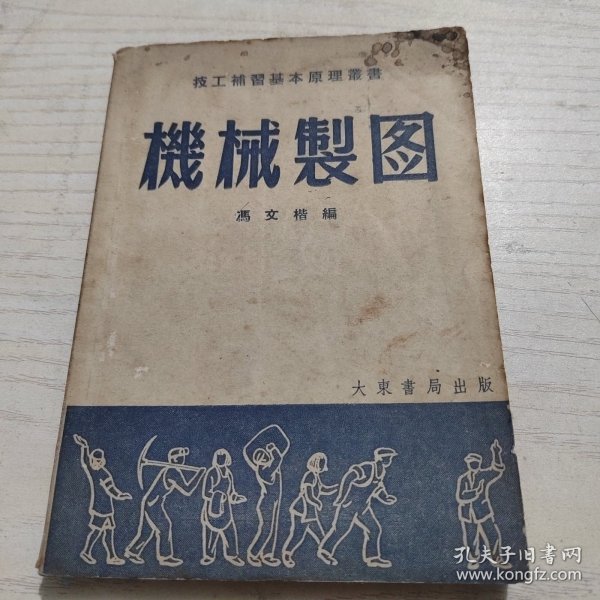 技工補習基本原理叢書
機械製图
馮文楷編
大東書局出版
孔夫子旧书网
www.kongfz.com